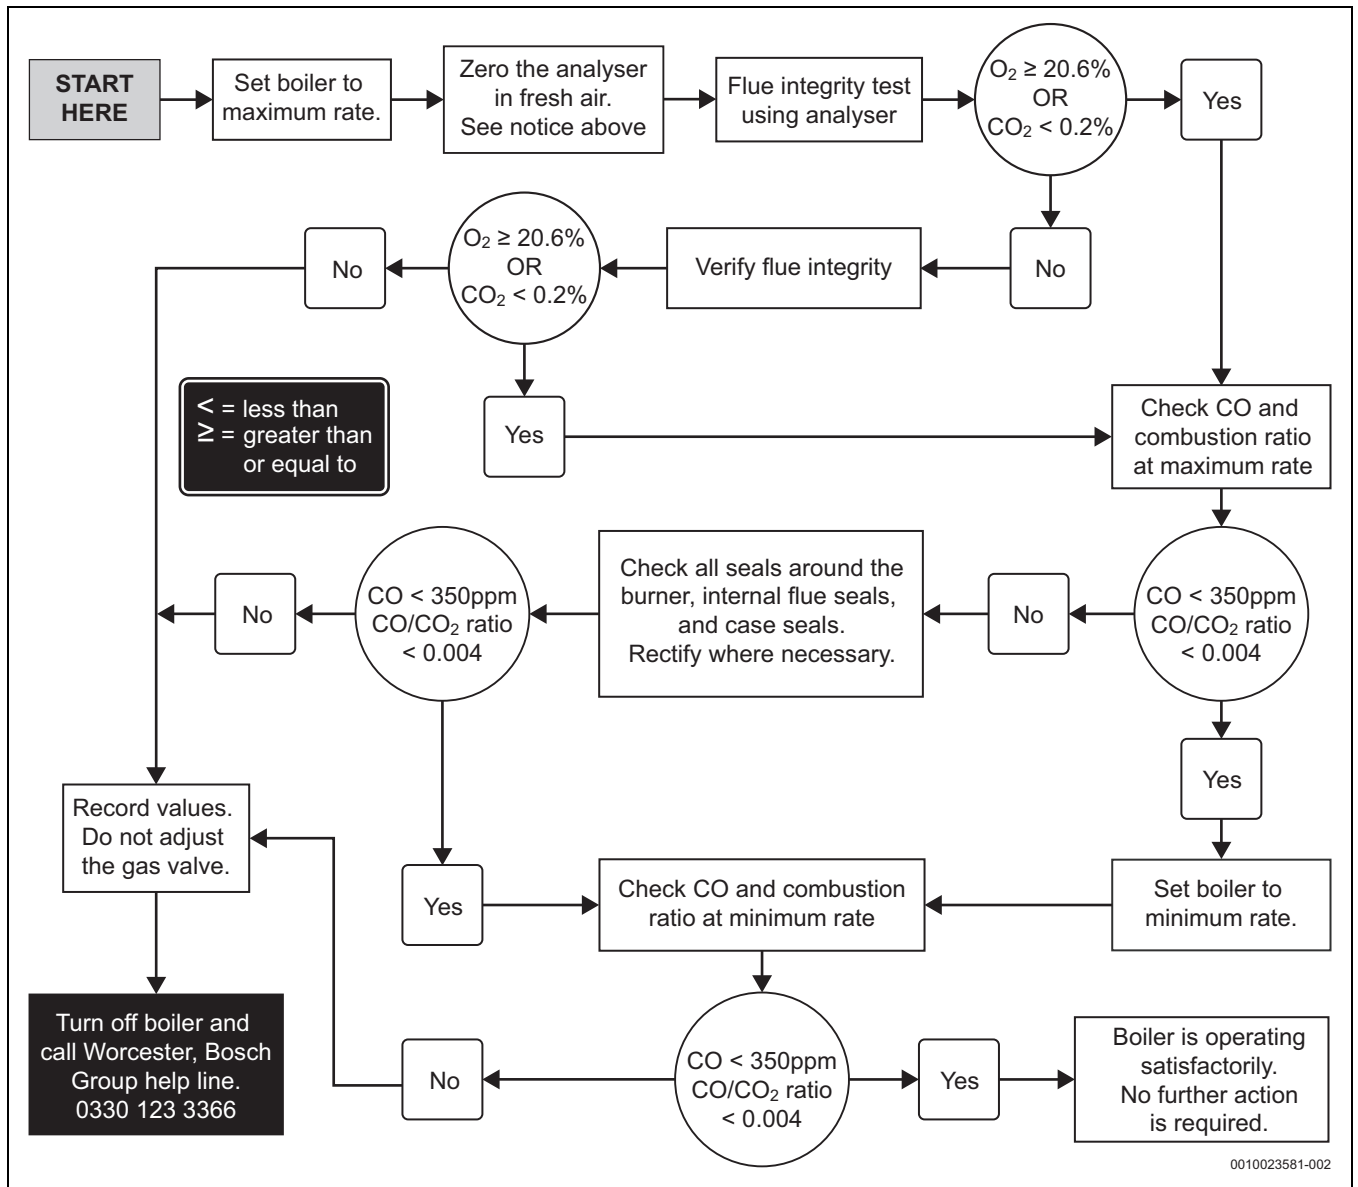 START
HERE
Set boiler to
maximum rate.
Zero the analyser
in fresh air.
See notice above
Flue integrity test
using analyser
O₂ ≥ 20.6%
OR
CO₂ < 0.2%
Yes
No
Verify flue integrity
O₂ ≥ 20.6%
OR
CO₂ < 0.2%
No
Yes
< = less than
≥ = greater than
or equal to
Check CO and
combustion ratio
at maximum rate
CO < 350ppm
CO/CO₂ ratio
< 0.004
No
Check all seals around the
burner, internal flue seals,
and case seals.
Rectify where necessary.
CO < 350ppm
CO/CO₂ ratio
< 0.004
No
Yes
Yes
Set boiler to
minimum rate.
Check CO and combustion
ratio at minimum rate
CO < 350ppm
CO/CO₂ ratio
< 0.004
No
Yes
Boiler is operating
satisfactorily.
No further action
is required.
Record values.
Do not adjust
the gas valve.
Turn off boiler and
call Worcester, Bosch
Group help line.
0330 123 3366
0010023581-002